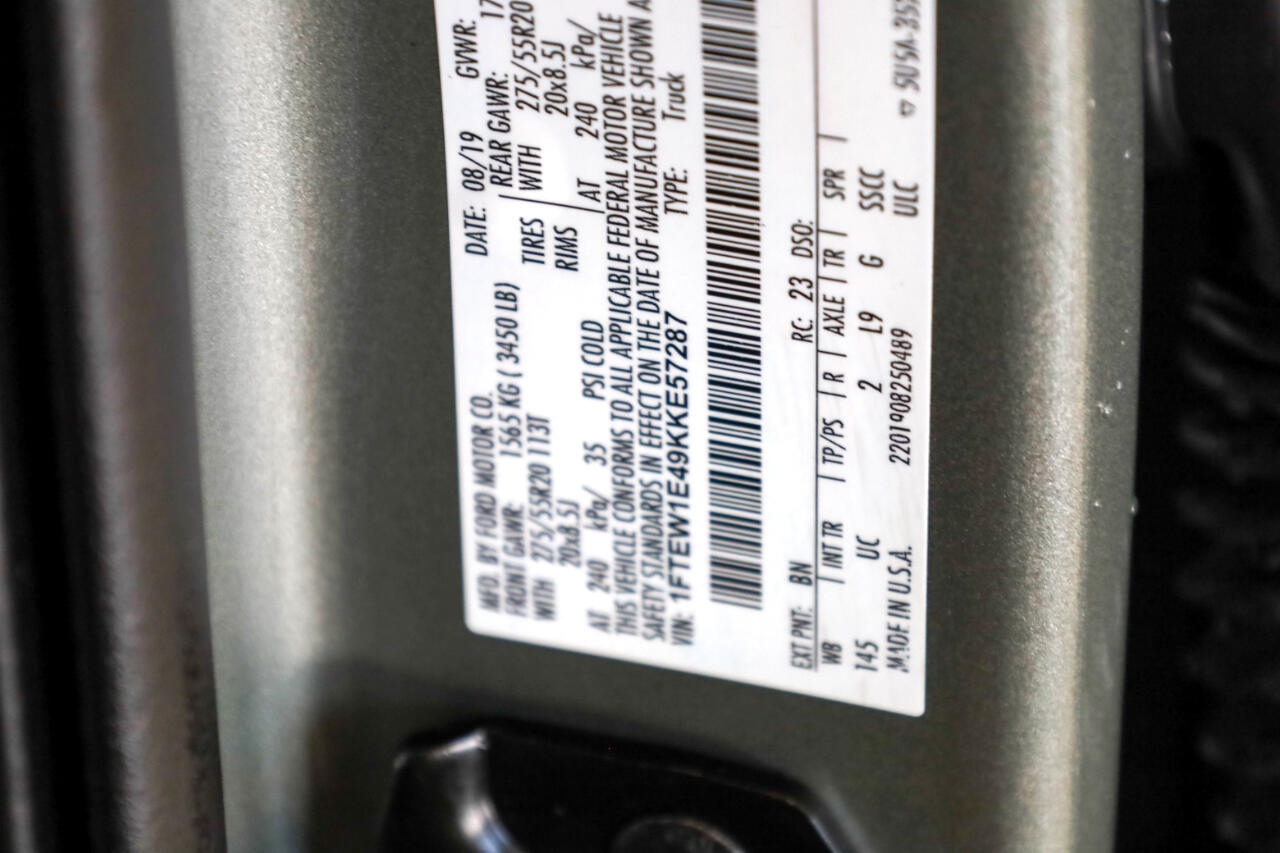 MFD. BY FORD MOTOR CO.
DATE: 08/19 GVWR: 17
FRONT GAWR: 1565 KG ( 3450 LB)
REAR GAWR:
WITH 275/55R20 113T
TIRES
WITH 275/55R20
20x8.5J
RIMS
20x8.5J
AT 240 kPa/ 35 PSI COLD
AT 240 kPa/
THIS VEHICLE CONFORMS TO ALL APPLICABLE FEDERAL MOTOR VEHICLE
SAFETY STANDARDS IN EFFECT ON THE DATE OF MANUFACTURE SHOWN A
VIN: 1FTEW1E49KKE57287
TYPE: Truck
EXT PNT: BN RC: 23 DSO:
WB | INT TR | TP/PS | R | AXLE | TR | SPR |
145 UC 2 L9 G SSCC
MADE IN U.S.A. 2201908250489 ULC